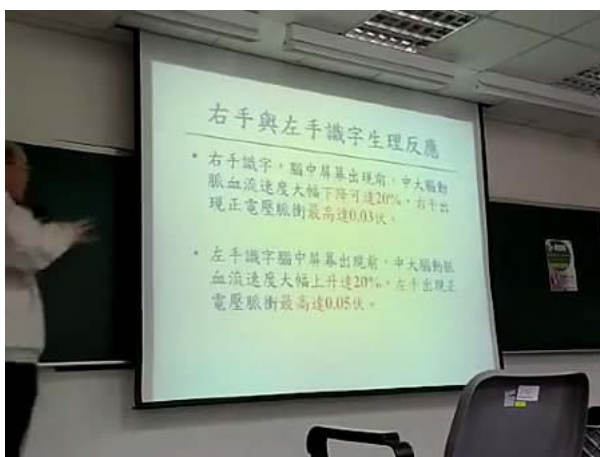 右手與左手識字生理反應
• 右手識字，腦中屏幕出現前，中大腦動
脈血流速度大幅下降可達20%，右手出
現正電壓脈衝最高達0.03伏。
• 左手識字腦中屏幕出現前，中大腦動脈
血流速度大幅上升達20%，左手出現正
電壓脈衝最高達0.05伏。